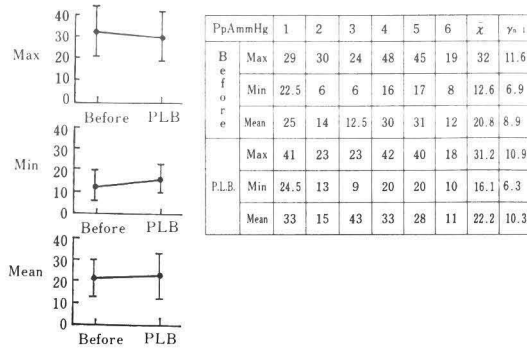 Max
40
30
20
10
0
Before PLB
Min
40
30
20
10
0
Before PLB
Mean
40
30
20
10
0
Before PLB
PpAmmHg 1 2 3 4 5 6 x̄ γn-1
Before
Max 29 30 24 48 45 19 32 11.6
Min 22.5 6 6 16 17 8 12.6 6.9
Mean 25 14 12.5 30 31 12 20.8 8.9
P.L.B.
Max 41 23 23 42 40 18 31.2 10.9
Min 24.5 13 9 20 20 10 16.1 6.3
Mean 33 15 43 33 28 11 22.2 10.3